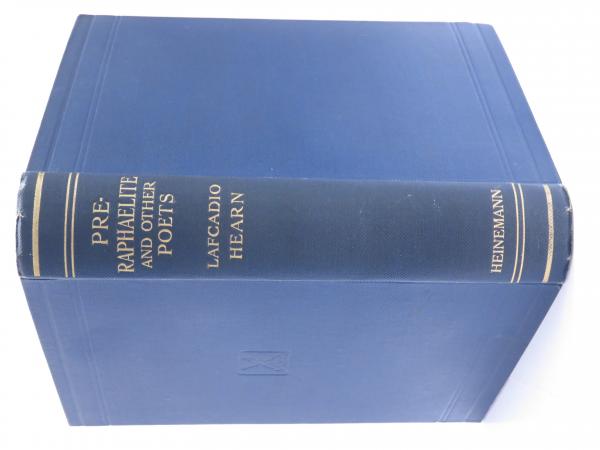 PRE-
RAPHAELITE
AND OTHER
POETS
LAFCADIO
HEARN
HEINEMANN